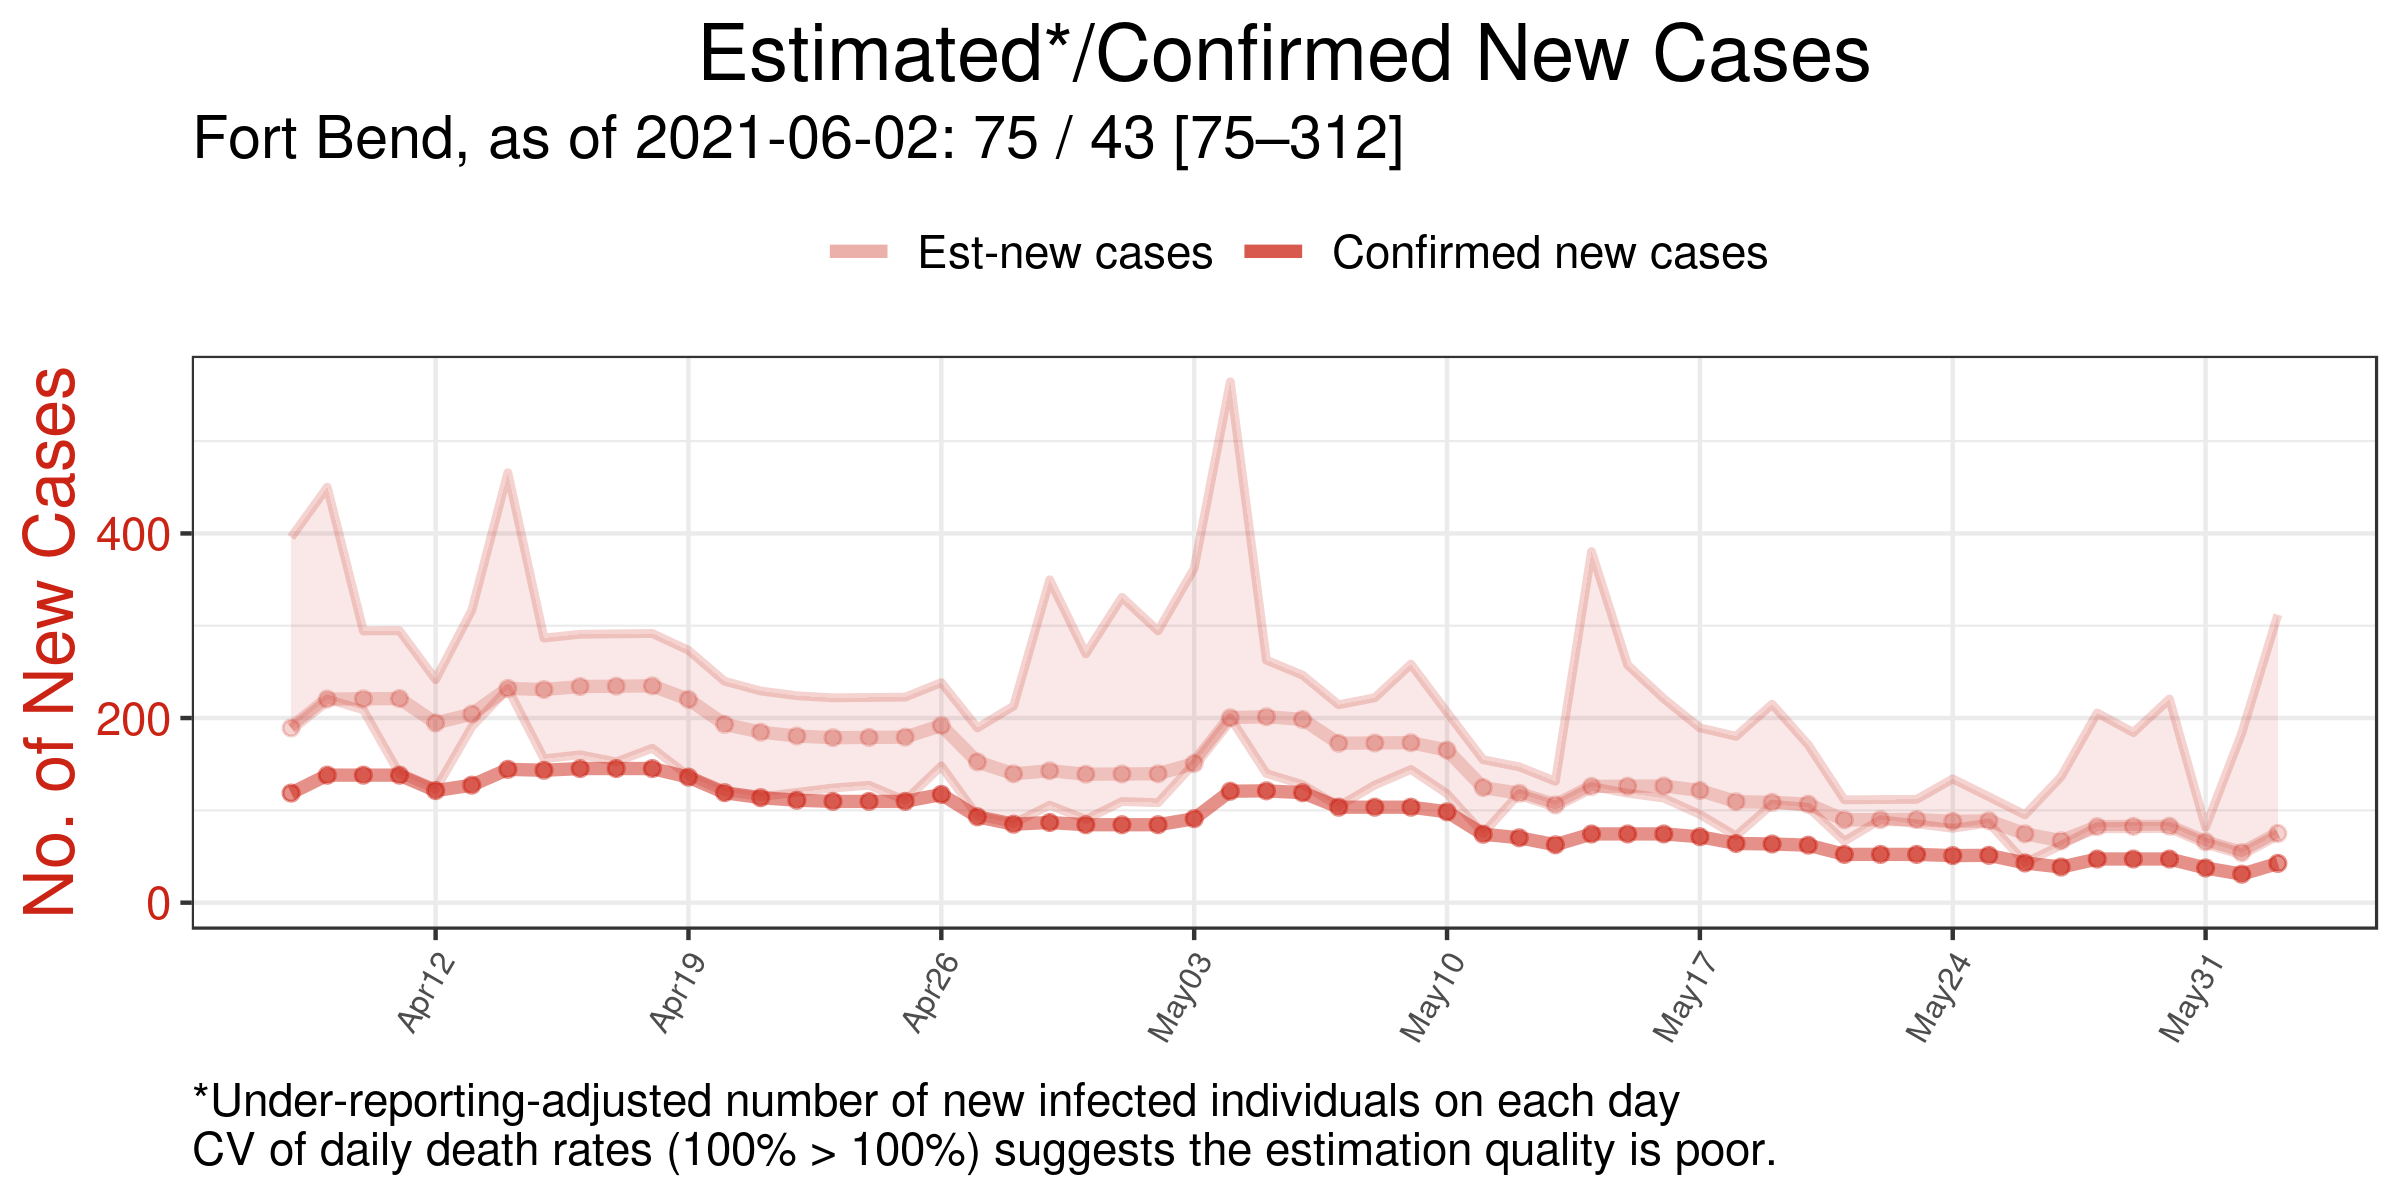 Estimated*/Confirmed New Cases
Fort Bend, as of 2021-06-02: 75 / 43 [75–312]
Est-new cases
Confirmed new cases
No. of New Cases
400
200
0
Apr12
Apr19
Apr26
May03
May10
May17
May24
May31
*Under-reporting-adjusted number of new infected individuals on each day
CV of daily death rates (100% > 100%) suggests the estimation quality is poor.